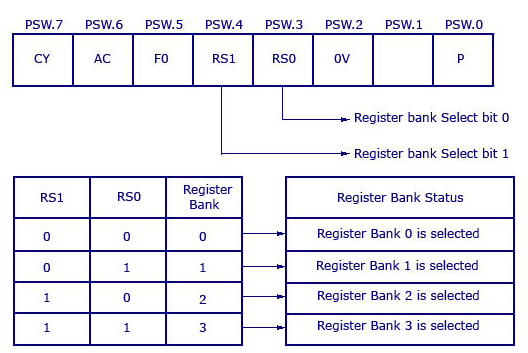 PSW.7 PSW.6 PSW.5 PSW.4 PSW.3 PSW.2 PSW.1 PSW.0
CY AC F0 RS1 RS0 0V P
Register bank Select bit 0
Register bank Select bit 1
RS1 RS0 Register Bank Register Bank Status
0 0 0 Register Bank 0 is selected
0 1 1 Register Bank 1 is selected
1 0 2 Register Bank 2 is selected
1 1 3 Register Bank 3 is selected